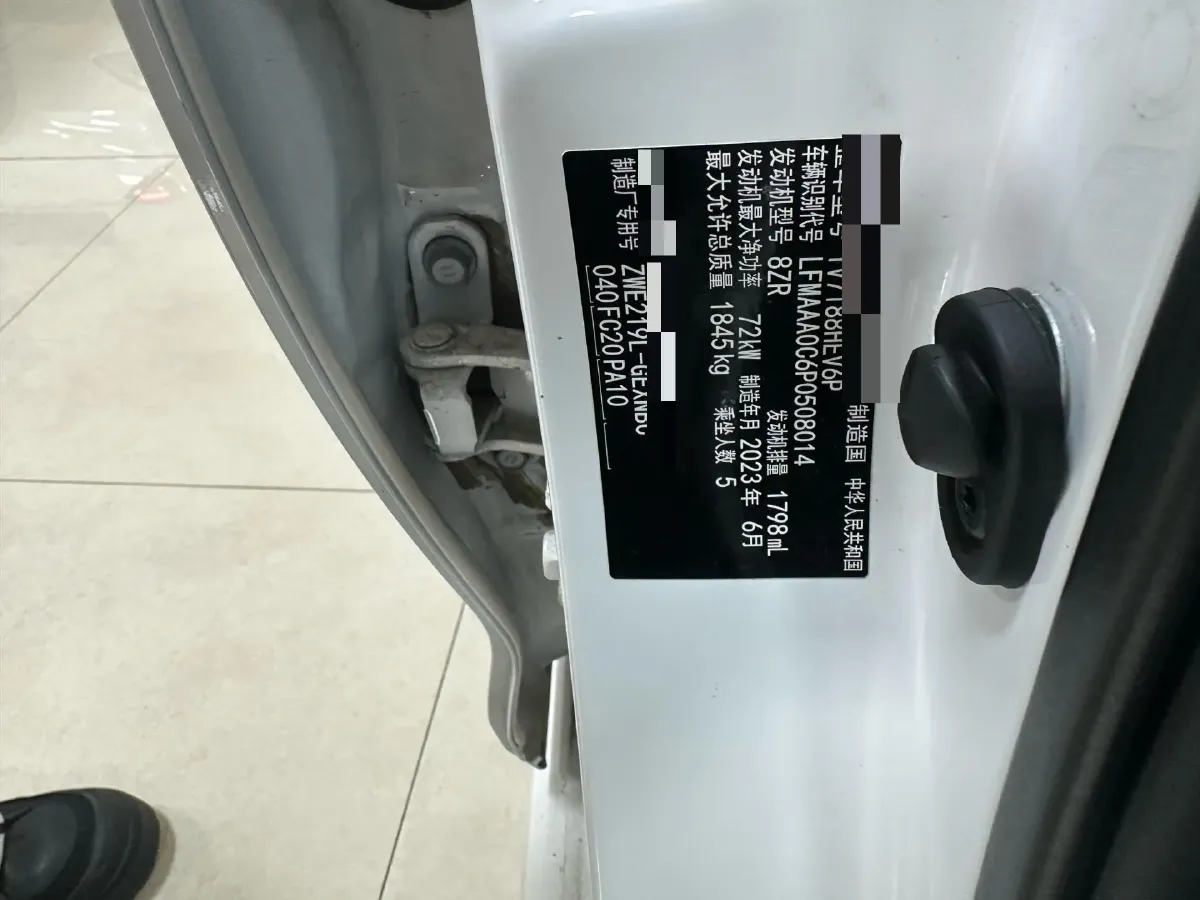 制造国 中华人民共和国
车辆识别代号 LFMAAA0C6P0508014
发动机型号 8ZR 发动机排量 1798mL
发动机最大净功率 72kW 制造年月 2023年 6月
最大允许总质量 1845kg 乘坐人数 5
制造厂专用号
ZWE219L-GEXNBC
040FC20PA10